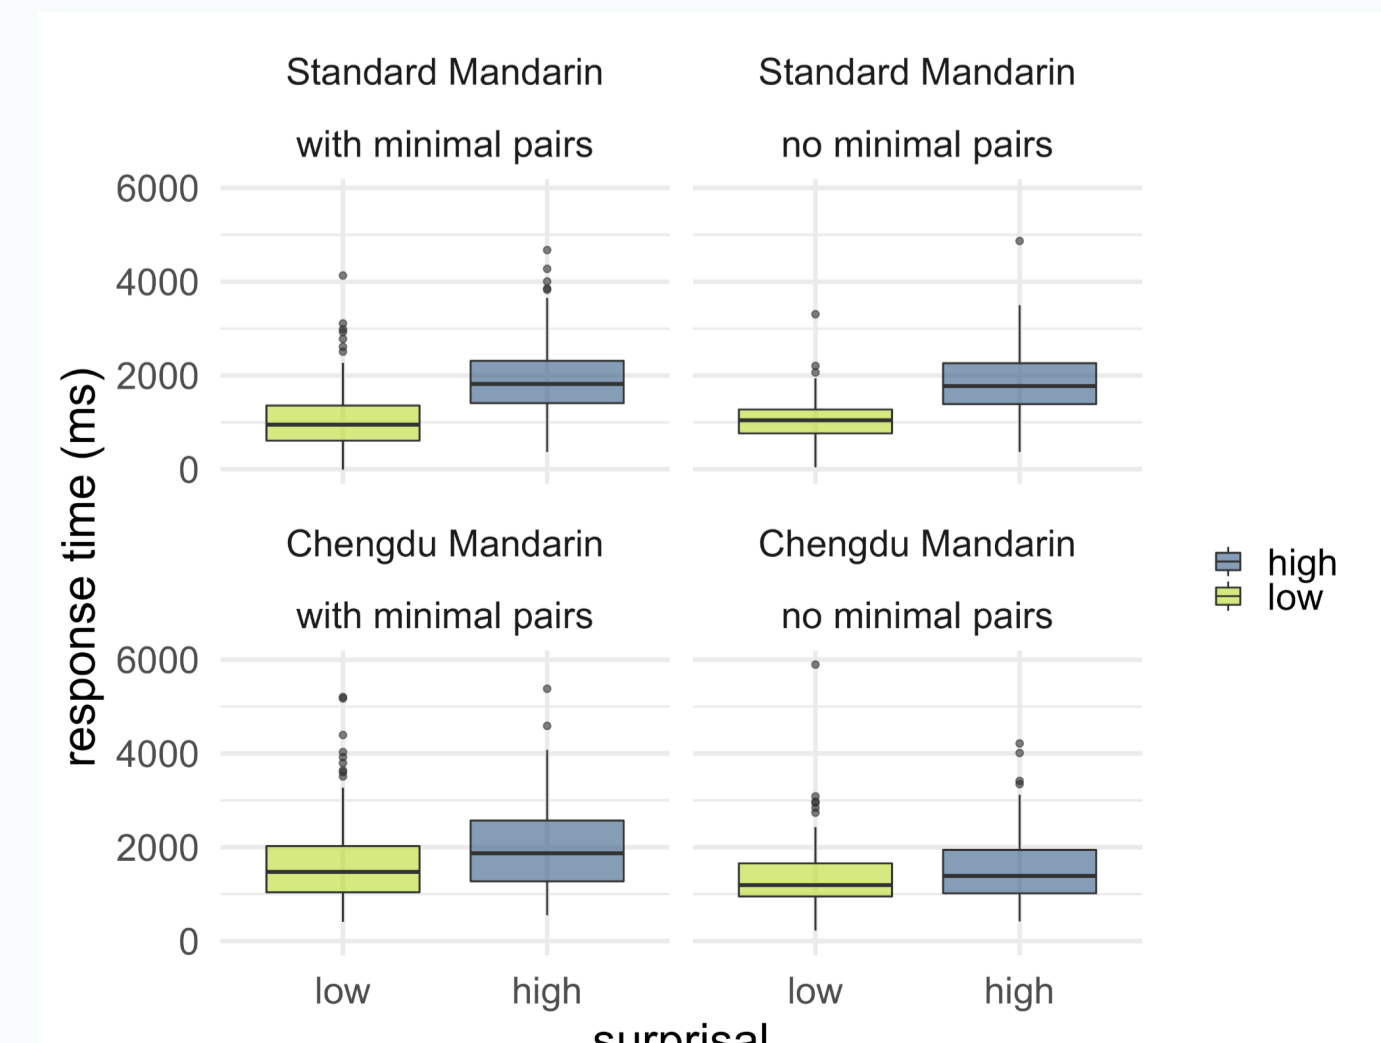 Standard Mandarin
with minimal pairs
Standard Mandarin
no minimal pairs
6000
4000
2000
0
response time (ms)
Chengdu Mandarin
with minimal pairs
Chengdu Mandarin
no minimal pairs
6000
4000
2000
0
low
high
low
high
surprisal
high
low